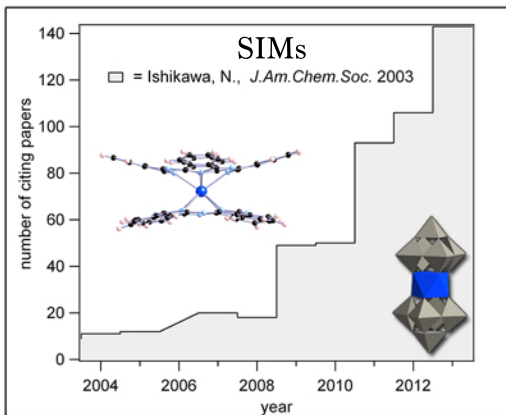 SIMs
= Ishikawa, N., J.Am.Chem.Soc. 2003
number of citing papers
140
120
100
80
60
40
20
0
2004 2006 2008 2010 2012
year